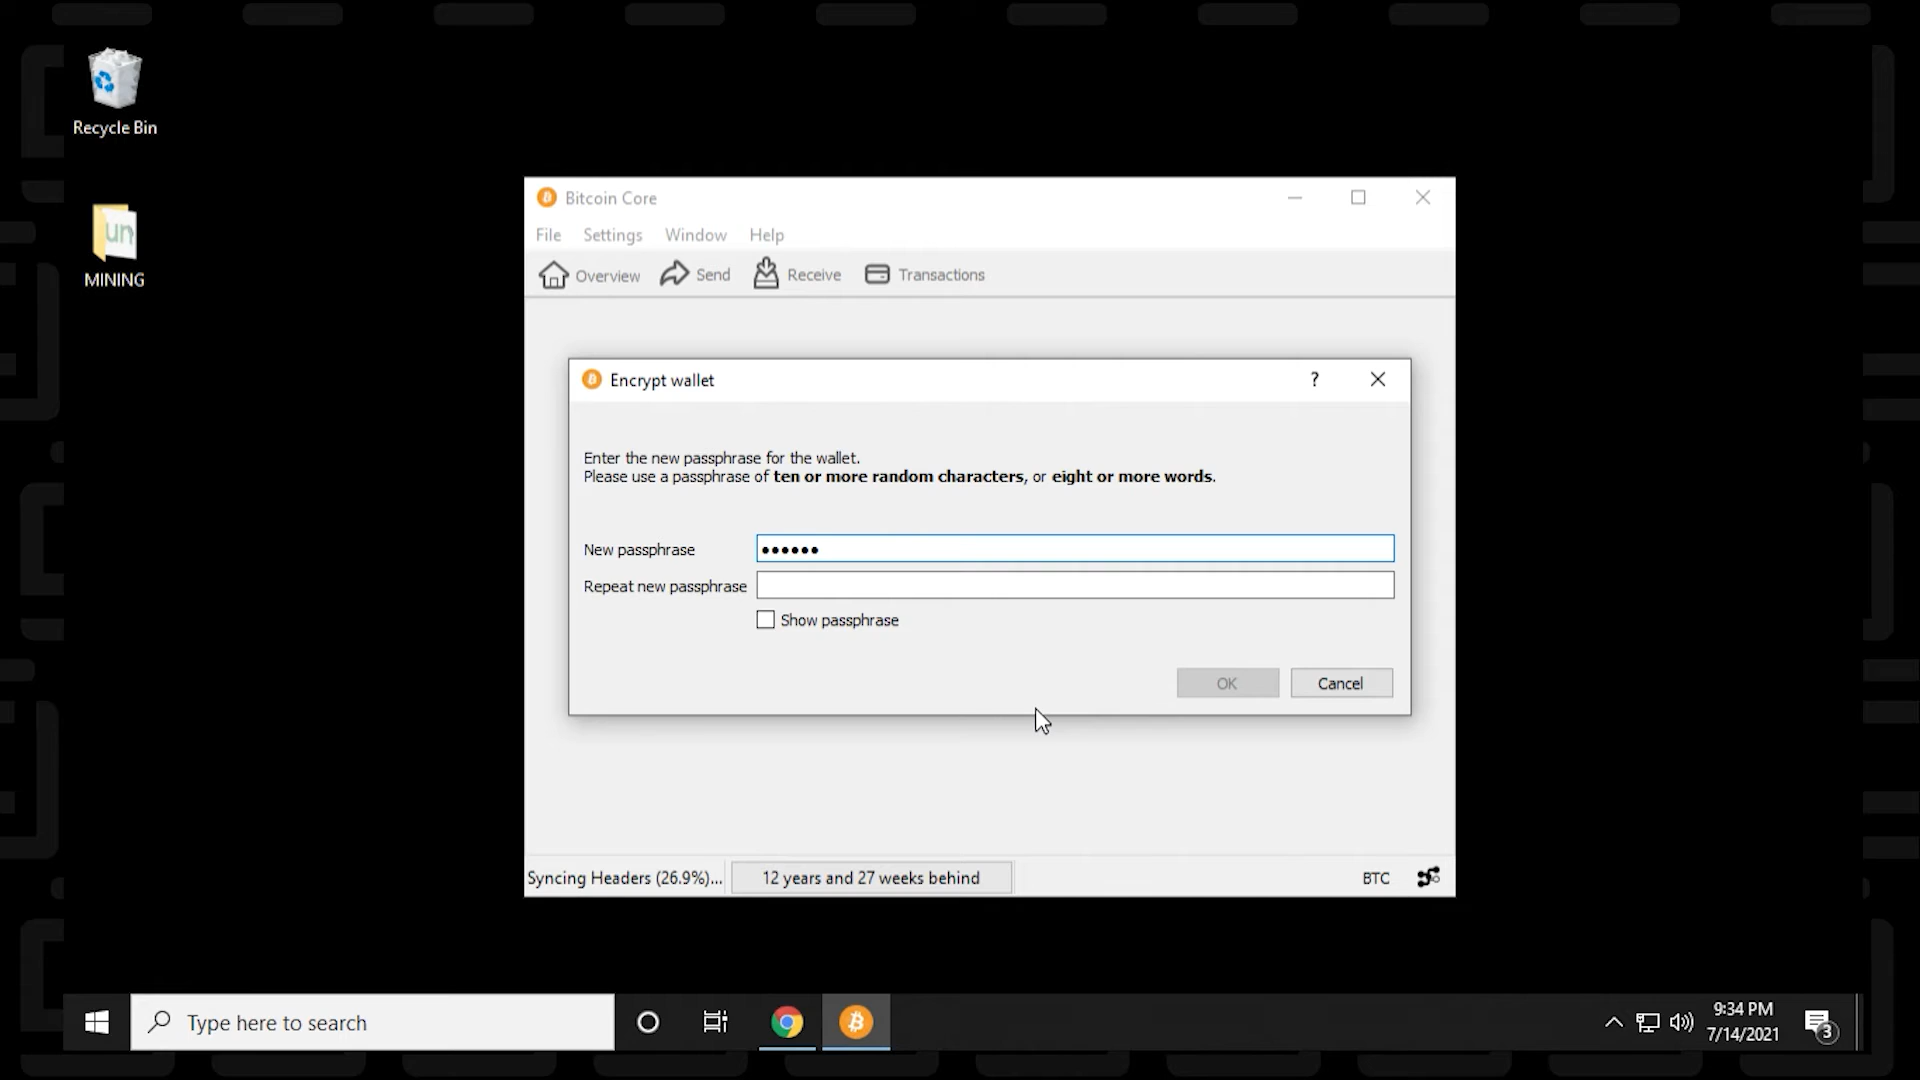 Recycle Bin
MINING
Bitcoin Core
File Settings Window Help
Overview Send Receive Transactions
Encrypt wallet ?
Enter the new passphrase for the wallet.
Please use a passphrase of ten or more random characters, or eight or more words.
New passphrase ●●●●●●
Repeat new passphrase
Show passphrase
OK Cancel
Syncing Headers (26.9%)... 12 years and 27 weeks behind BTC
Type here to search
9:34 PM
7/14/2021
3